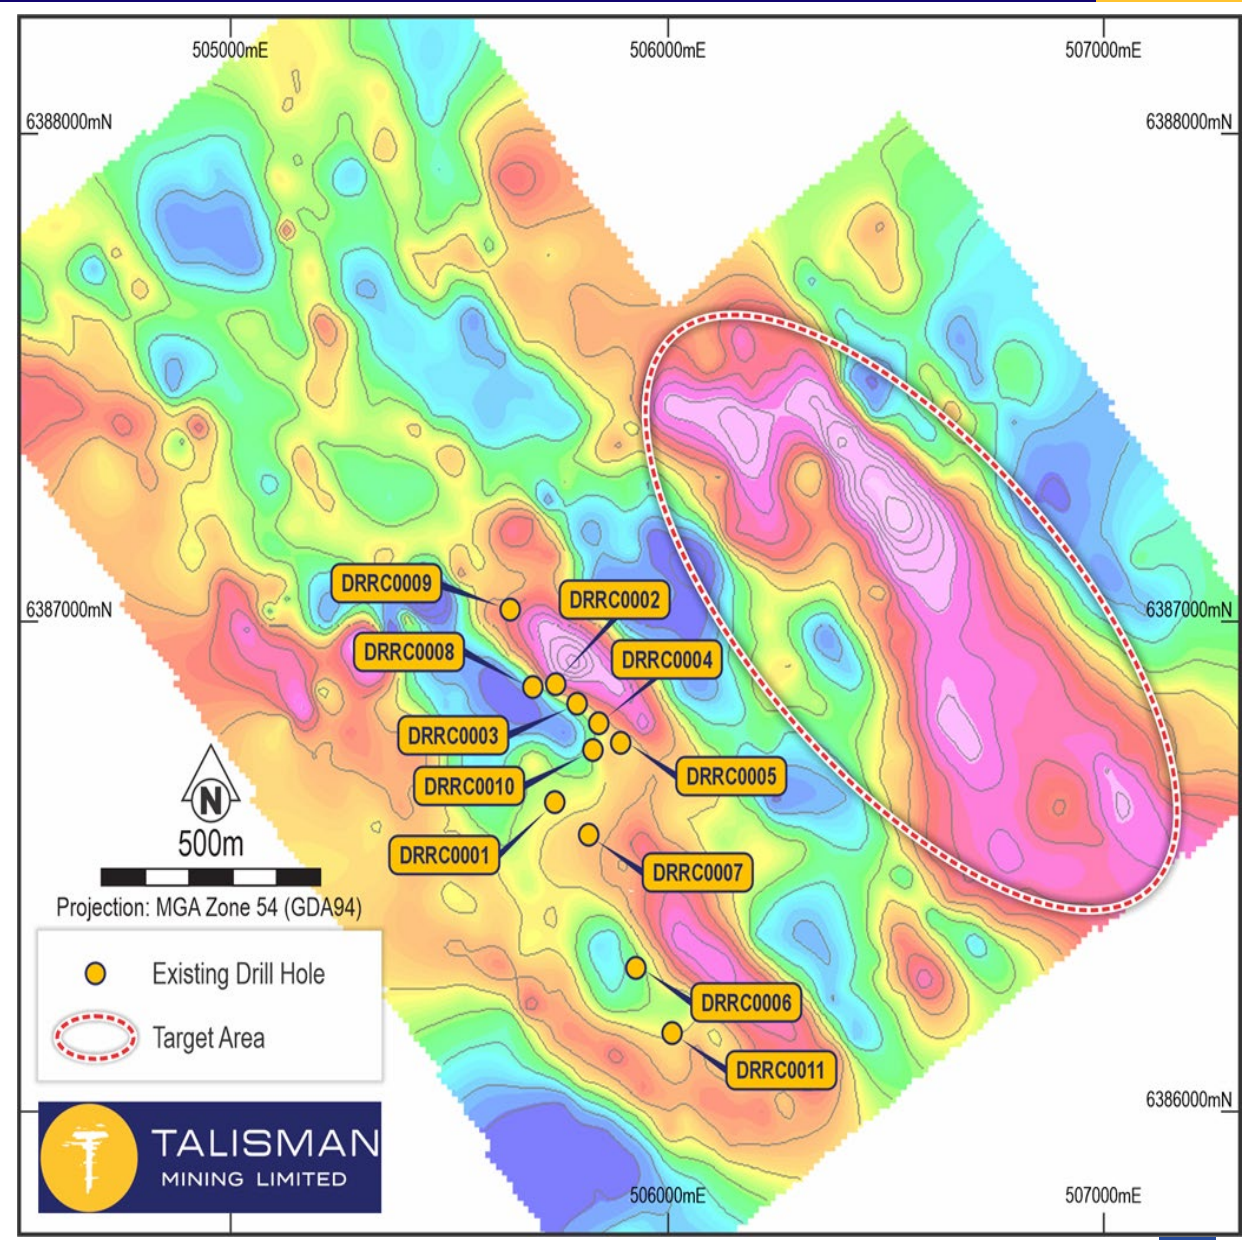 505000mE
506000mE
507000mE
6388000mN
6388000mN
DRRC0009
DRRC0002
6387000mN
6387000mN
DRRC0008
DRRC0004
DRRC0003
DRRC0010
DRRC0005
N
500m
DRRC0001
DRRC0007
Projection: MGA Zone 54 (GDA94)
Existing Drill Hole
DRRC0006
Target Area
DRRC0011
6386000mN
TALISMAN
MINING LIMITED
506000mE
507000mE